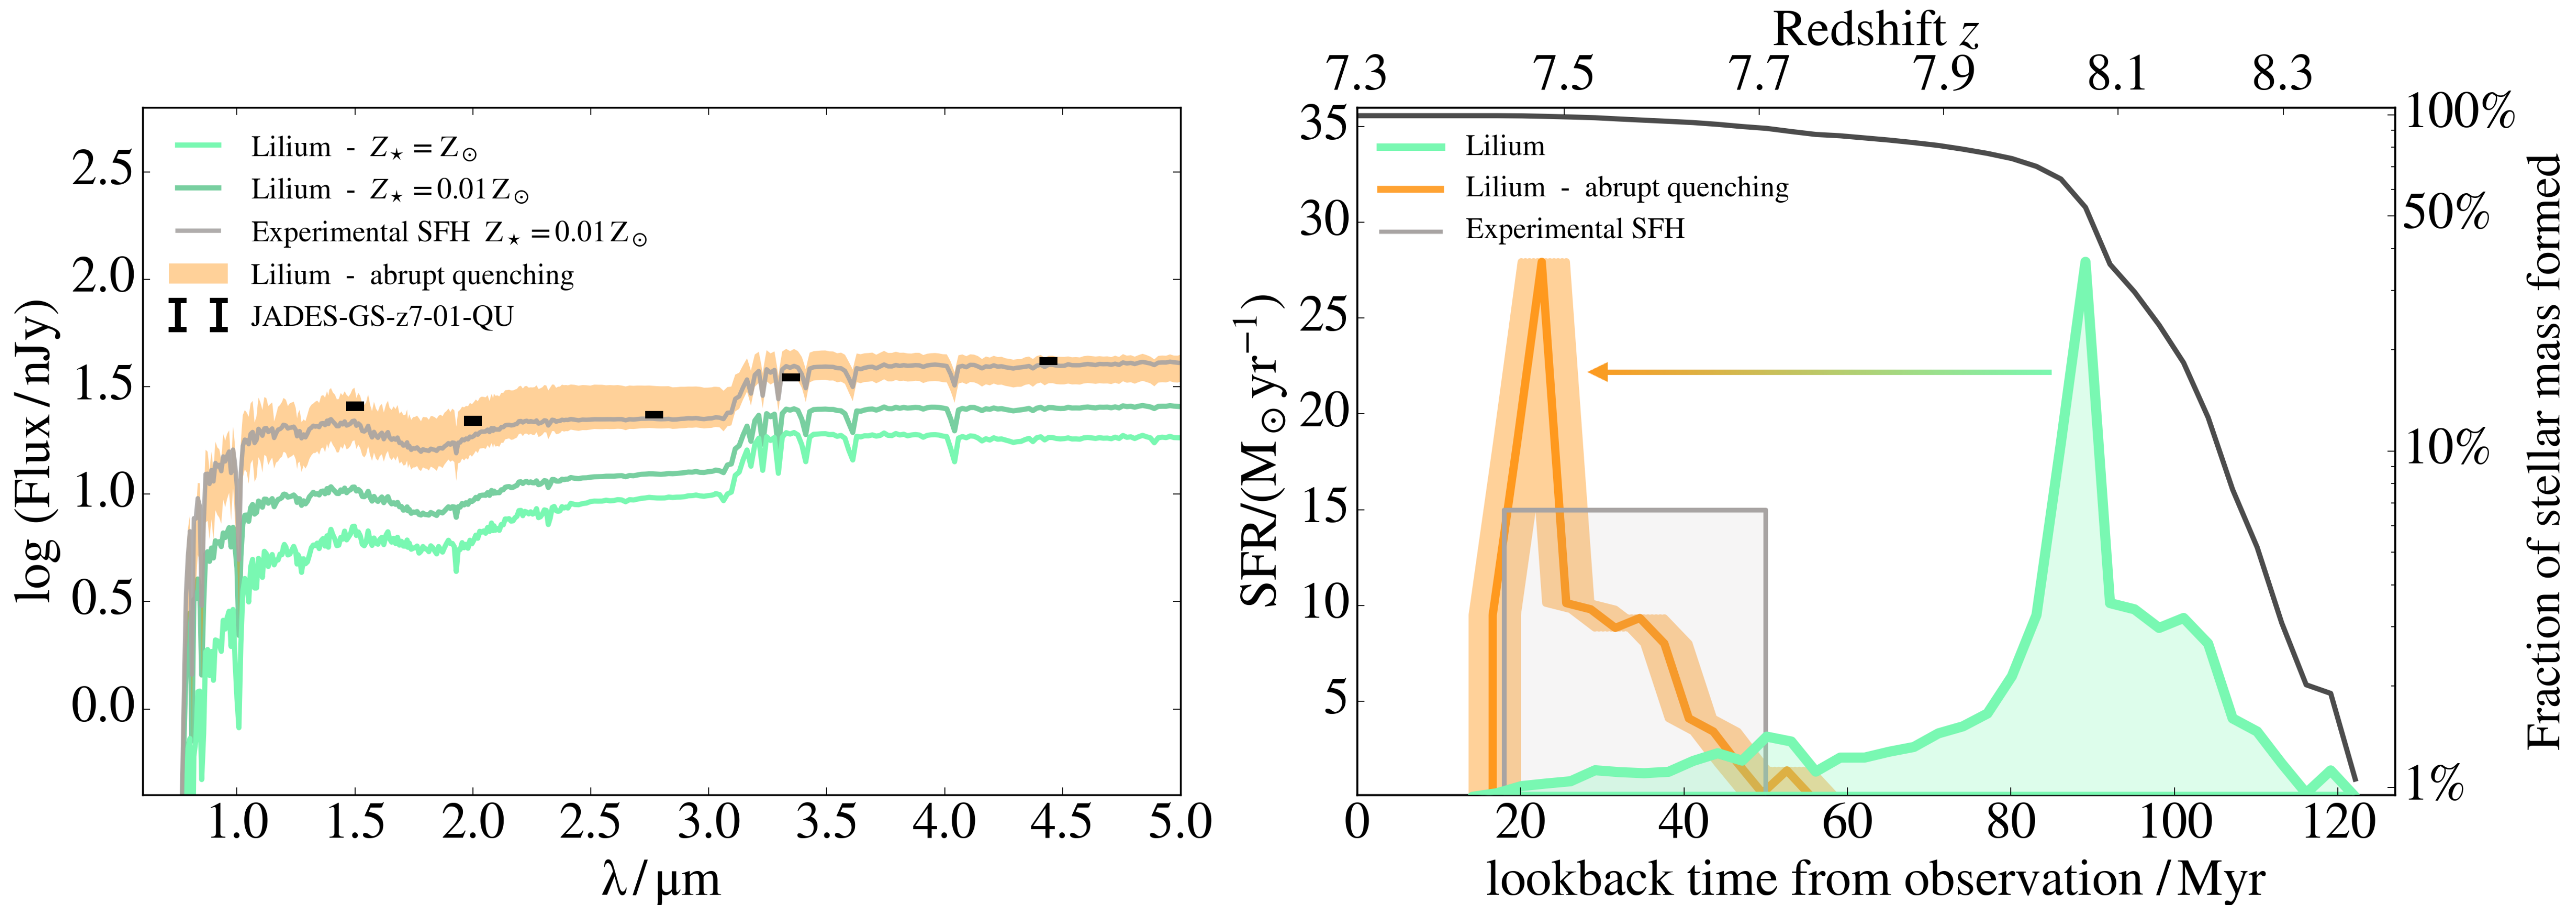 log (Flux / nJy)
2.5
2.0
1.5
1.0
0.5
0.0
Lilium - Z⋆ = Z⊙
Lilium - Z⋆ = 0.01 Z⊙
Experimental SFH Z⋆ = 0.01 Z⊙
Lilium - abrupt quenching
JADES-GS-z7-01-QU
1.0 1.5 2.0 2.5 3.0 3.5 4.0 4.5 5.0
λ / μm
Redshift z
7.3 7.5 7.7 7.9 8.1 8.3
SFR/(M⊙yr⁻¹)
35
30
25
20
15
10
5
Lilium
Lilium - abrupt quenching
Experimental SFH
100%
50%
10%
1%
Fraction of stellar mass formed
0 20 40 60 80 100 120
lookback time from observation / Myr